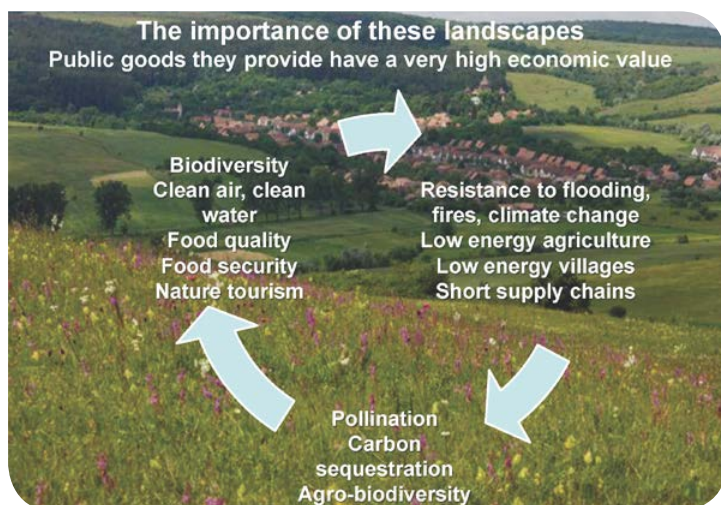 The importance of these landscapes
Public goods they provide have a very high economic value
Biodiversity
Clean air, clean
water
Food quality
Food security
Nature tourism
Resistance to flooding,
fires, climate change
Low energy agriculture
Low energy villages
Short supply chains
Pollination
Carbon
sequestration
Agro-biodiversity